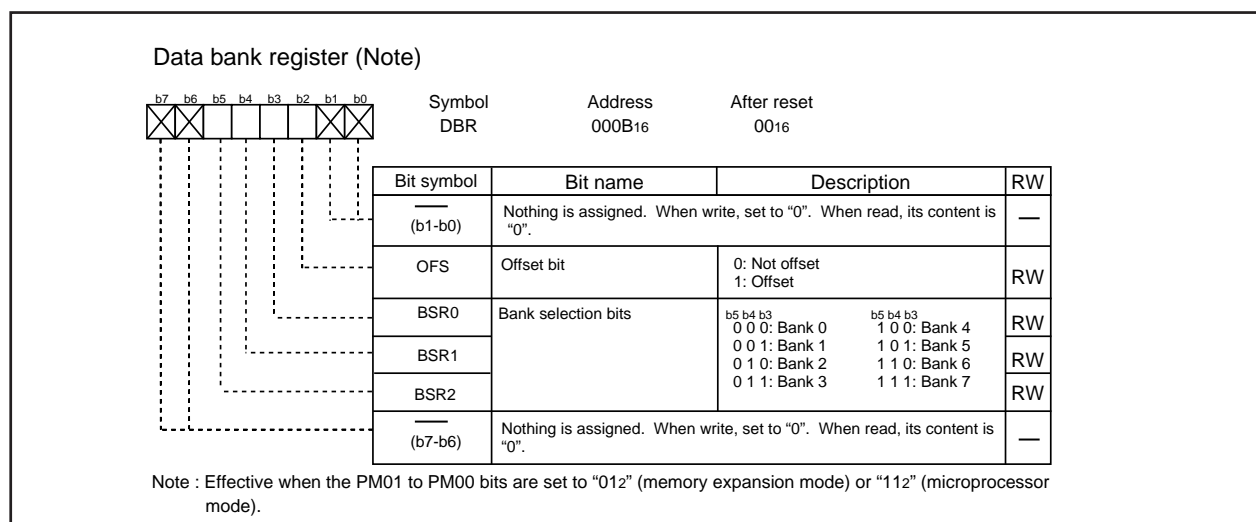 Data bank register (Note)
b7 b6 b5 b4 b3 b2 b1 b0
Symbol Address After reset
DBR 000B16 0016
Bit symbol Bit name Description RW
(b1-b0) Nothing is assigned. When write, set to “0”. When read, its content is
“0”. —
OFS Offset bit 0: Not offset
1: Offset RW
BSR0 Bank selection bits b5 b4 b3 b5 b4 b3
0 0 0: Bank 0 1 0 0: Bank 4 RW
BSR1 0 0 1: Bank 1 1 0 1: Bank 5
0 1 0: Bank 2 1 1 0: Bank 6 RW
BSR2 0 1 1: Bank 3 1 1 1: Bank 7 RW
(b7-b6) Nothing is assigned. When write, set to “0”. When read, its content is
“0”. —
Note : Effective when the PM01 to PM00 bits are set to “012” (memory expansion mode) or “112” (microprocessor
mode).